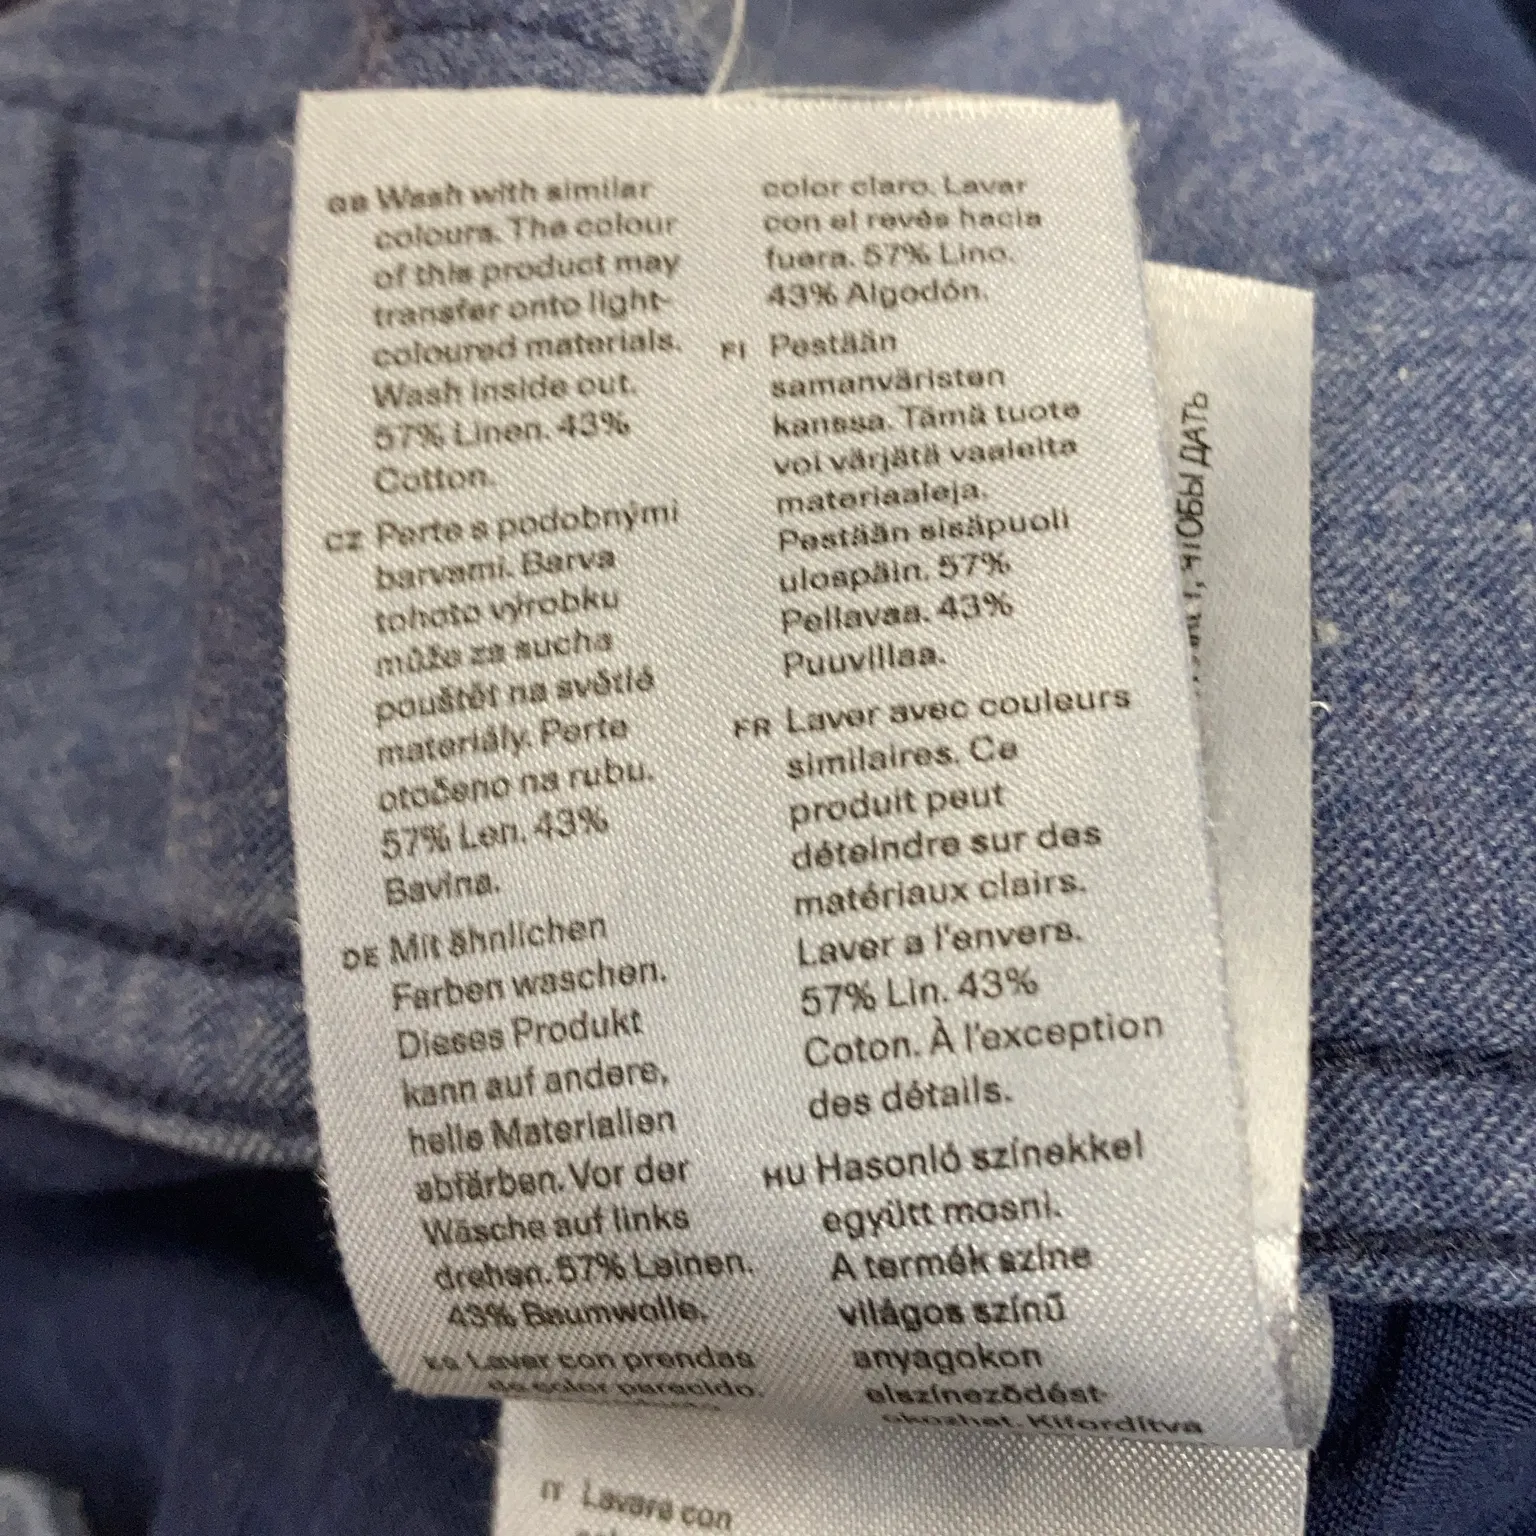 GB Wash with similar
colours. The colour
of this product may
transfer onto light-
coloured materials.
Wash inside out.
57% Linen. 43%
Cotton.
CZ Perte s podobnými
barvami. Barva
tohoto výrobku
může za sucha
pouštět na světlé
materiály. Perte
otočeno na rubu.
57% Len. 43%
Bavlna.
DE Mit ähnlichen
Farben waschen.
Dieses Produkt
kann auf andere,
helle Materialien
abfärben. Vor der
Wäsche auf links
drehen. 57% Leinen.
43% Baumwolle.
ES Lavar con prendas
de color parecido.
color claro. Lavar
con el revés hacia
fuera. 57% Lino.
43% Algodón.
FI Pestään
samanväristen
kanssa. Tämä tuote
voi värjätä vaaleita
materiaaleja.
Pestään sisäpuoli
ulospäin. 57%
Pellavaa. 43%
Puuvillaa.
FR Laver avec couleurs
similaires. Ce
produit peut
déteindre sur des
matériaux clairs.
Laver a l'envers.
57% Lin. 43%
Coton. À l'exception
des détails.
HU Hasonló színekkel
együtt mosni.
A termék színe
világos színű
anyagokon
elszíneződést
okozhat. Kifordítva
ЧТОБЫ ДАТЬ
IT Lavare con